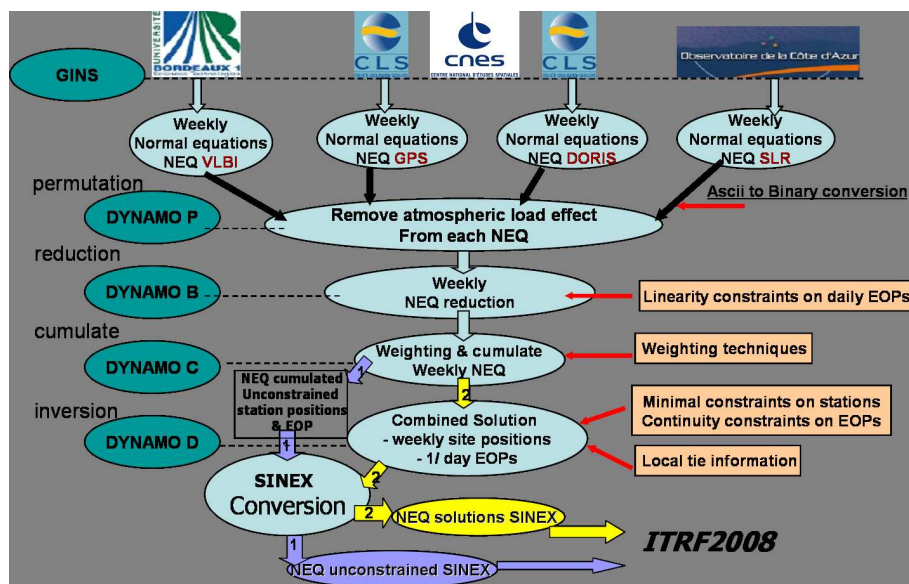 UNIVERSITÉ
BORDEAUX 1
CLS
cnes
CENTRE NATIONAL D'ÉTUDES SPATIALES
CLS
Observatoire de la Côte d'Azur
GINS
Weekly
Normal equations
NEQ VLBI
Weekly
Normal equations
NEQ GPS
Weekly
Normal equations
NEQ DORIS
Weekly
Normal equations
NEQ SLR
permutation
Ascii to Binary conversion
DYNAMO P
Remove atmospheric load effect
From each NEQ
reduction
DYNAMO B
Weekly
NEQ reduction
Linearity constraints on daily EOPs
cumulate
DYNAMO C
Weighting & cumulate
Weekly NEQ
Weighting techniques
1
2
NEQ cumulated
Unconstrained
station positions
& EOP
inversion
DYNAMO D
Combined Solution
- weekly site positions
- 1/ day EOPs
Minimal constraints on stations
Continuity constraints on EOPs
Local tie information
1
2
SINEX
Conversion
2
NEQ solutions SINEX
ITRF2008
1
NEQ unconstrained SINEX